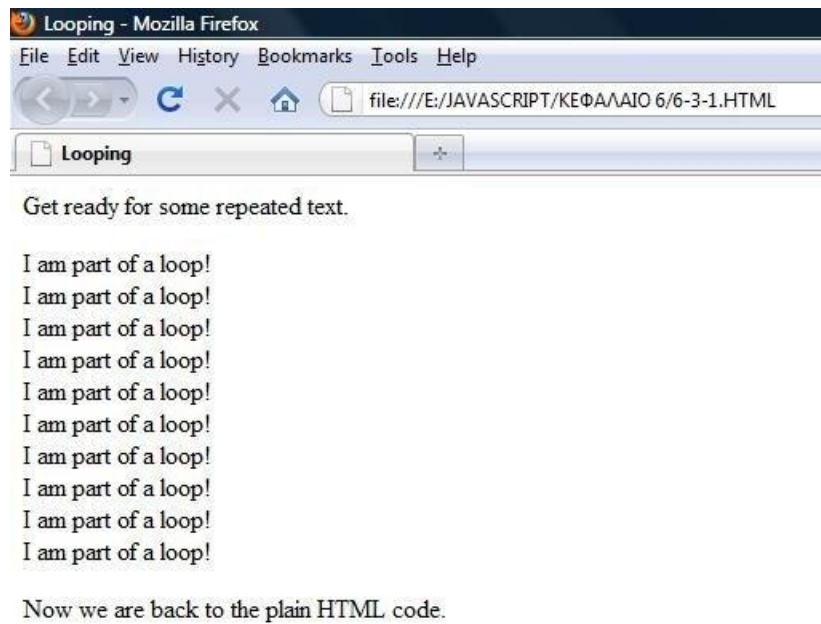 Looping - Mozilla Firefox
File Edit View History Bookmarks Tools Help
file:///E:/JAVASCRIPT/ΚΕΦΑΛΑΙΟ 6/6-3-1.HTML
Looping
Get ready for some repeated text.
I am part of a loop!
I am part of a loop!
I am part of a loop!
I am part of a loop!
I am part of a loop!
I am part of a loop!
I am part of a loop!
I am part of a loop!
I am part of a loop!
I am part of a loop!
Now we are back to the plain HTML code.